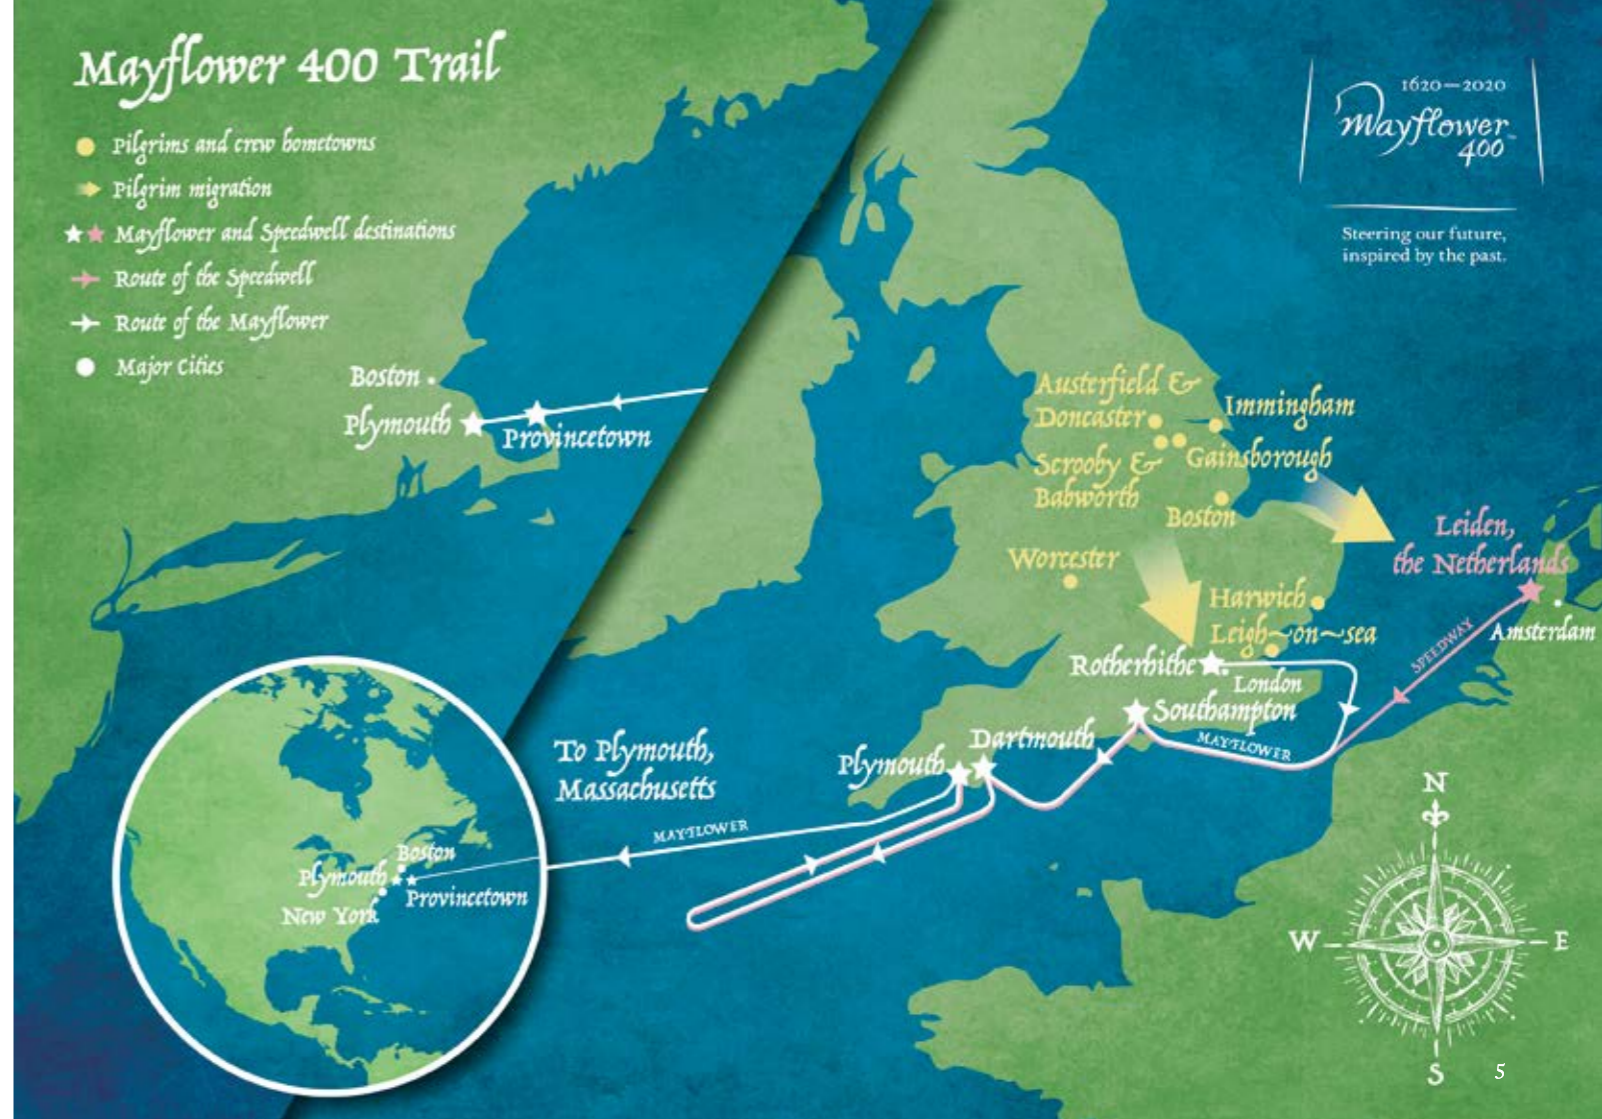 Mayflower 400 Trail
Pilgrims and crew hometowns
Pilgrim migration
Mayflower and Speedwell destinations
Route of the Speedwell
Route of the Mayflower
Major Cities
1620—2020
Mayflower™
400
Steering our future,
inspired by the past.
Boston
Plymouth
Provincetown
Austerfield &
Doncaster
Immingham
Scrooby &
Babworth
Gainsborough
Boston
Worcester
Harwich
Leigh~on~sea
Leiden,
the Netherlands
Amsterdam
SPEEDWAY
Rotherhithe
London
Southampton
MAYFLOWER
Dartmouth
Plymouth
To Plymouth,
Massachusetts
MAYFLOWER
Boston
Plymouth
Provincetown
New York
N
W
E
S
5